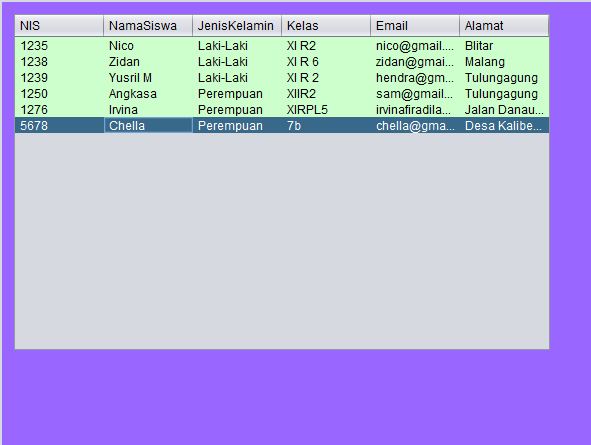 NIS NamaSiswa JenisKelamin Kelas Email Alamat
1235 Nico Laki-Laki XI R2 nico@gmail.... Blitar
1238 Zidan Laki-Laki XI R 6 zidan@gmai... Malang
1239 Yusril M Laki-Laki XI R 2 hendra@gm... Tulungagung
1250 Angkasa Perempuan XIIR2 sam@gmail... Tulungagung
1276 Irvina Perempuan XIRPL5 irvinafiradila... Jalan Danau...
5678 Chella Perempuan 7b chella@gma... Desa Kalibe...